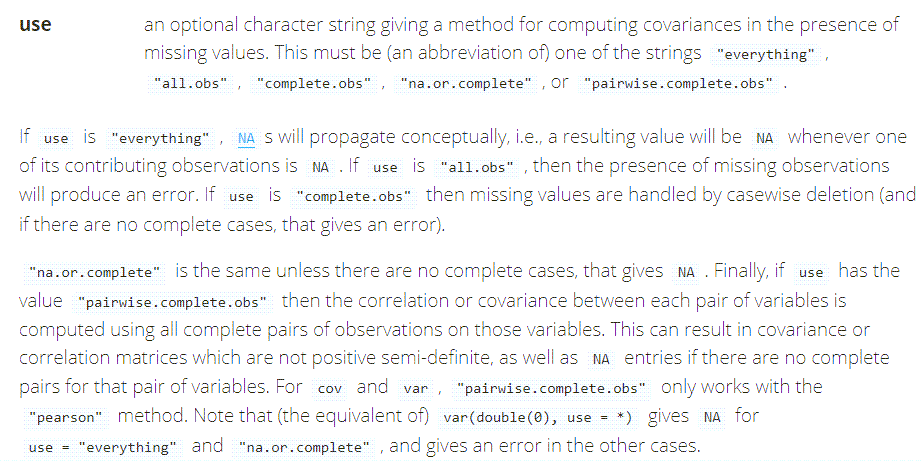 use an optional character string giving a method for computing covariances in the presence of
missing values. This must be (an abbreviation of) one of the strings "everything" ,
"all.obs" , "complete.obs" , "na.or.complete" , or "pairwise.complete.obs" .
If use is "everything" , NA s will propagate conceptually, i.e., a resulting value will be NA whenever one
of its contributing observations is NA . If use is "all.obs" , then the presence of missing observations
will produce an error. If use is "complete.obs" then missing values are handled by casewise deletion (and
if there are no complete cases, that gives an error).
"na.or.complete" is the same unless there are no complete cases, that gives NA . Finally, if use has the
value "pairwise.complete.obs" then the correlation or covariance between each pair of variables is
computed using all complete pairs of observations on those variables. This can result in covariance or
correlation matrices which are not positive semi-definite, as well as NA entries if there are no complete
pairs for that pair of variables. For cov and var , "pairwise.complete.obs" only works with the
"pearson" method. Note that (the equivalent of) var(double(0), use = *) gives NA for
use = "everything" and "na.or.complete" , and gives an error in the other cases.